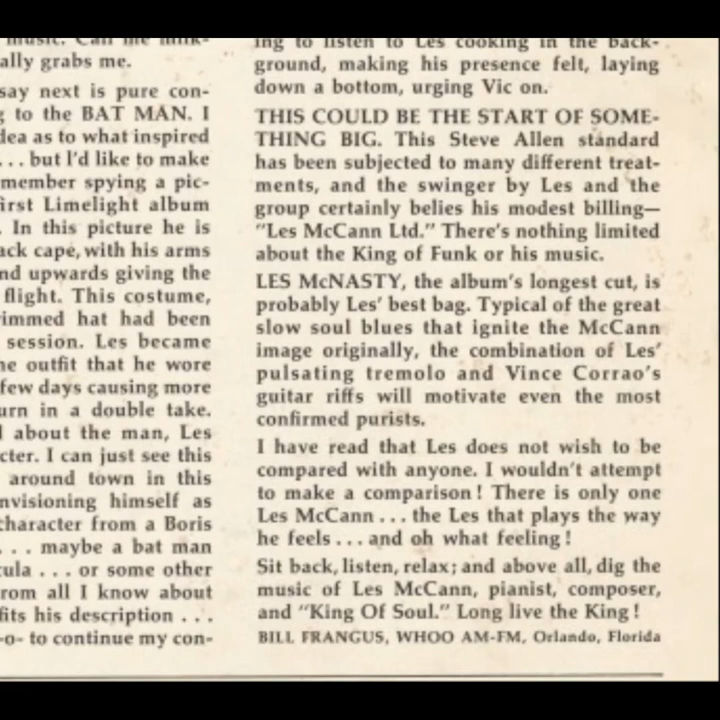 ally grabs me.
say next is pure con-
g to the BAT MAN. I
dea as to what inspired
... but I'd like to make
member spying a pic-
irst Limelight album
. In this picture he is
ack cape, with his arms
nd upwards giving the
flight. This costume,
immed hat had been
session. Les became
he outfit that he wore
few days causing more
urn in a double take.
l about the man, Les
cter. I can just see this
around town in this
nvisioning himself as
character from a Boris
... maybe a bat man
cula ... or some other
rom all I know about
fits his description ...
-o- to continue my con-
ing to listen to Les cooking in the back-
ground, making his presence felt, laying
down a bottom, urging Vic on.
THIS COULD BE THE START OF SOME-
THING BIG. This Steve Allen standard
has been subjected to many different treat-
ments, and the swinger by Les and the
group certainly belies his modest billing—
"Les McCann Ltd." There's nothing limited
about the King of Funk or his music.
LES McNASTY, the album's longest cut, is
probably Les' best bag. Typical of the great
slow soul blues that ignite the McCann
image originally, the combination of Les'
pulsating tremolo and Vince Corrao's
guitar riffs will motivate even the most
confirmed purists.
I have read that Les does not wish to be
compared with anyone. I wouldn't attempt
to make a comparison! There is only one
Les McCann ... the Les that plays the way
he feels ... and oh what feeling!
Sit back, listen, relax; and above all, dig the
music of Les McCann, pianist, composer,
and "King Of Soul." Long live the King!
BILL FRANGUS, WHOO AM-FM, Orlando, Florida